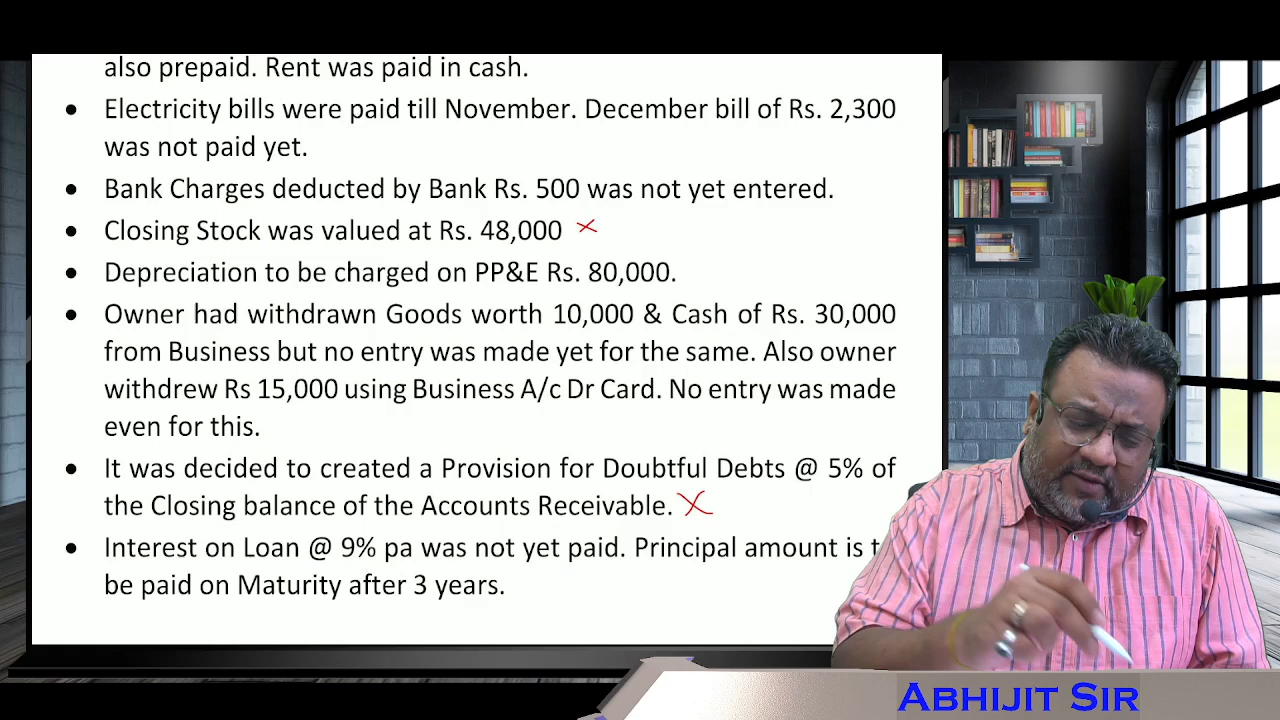 also prepaid. Rent was paid in cash.
• Electricity bills were paid till November. December bill of Rs. 2,300
was not paid yet.
• Bank Charges deducted by Bank Rs. 500 was not yet entered.
• Closing Stock was valued at Rs. 48,000
• Depreciation to be charged on PP&E Rs. 80,000.
• Owner had withdrawn Goods worth 10,000 & Cash of Rs. 30,000
from Business but no entry was made yet for the same. Also owner
withdrew Rs 15,000 using Business A/c Dr Card. No entry was made
even for this.
• It was decided to created a Provision for Doubtful Debts @ 5% of
the Closing balance of the Accounts Receivable.
• Interest on Loan @ 9% pa was not yet paid. Principal amount is
be paid on Maturity after 3 years.
ABHIJIT SIR